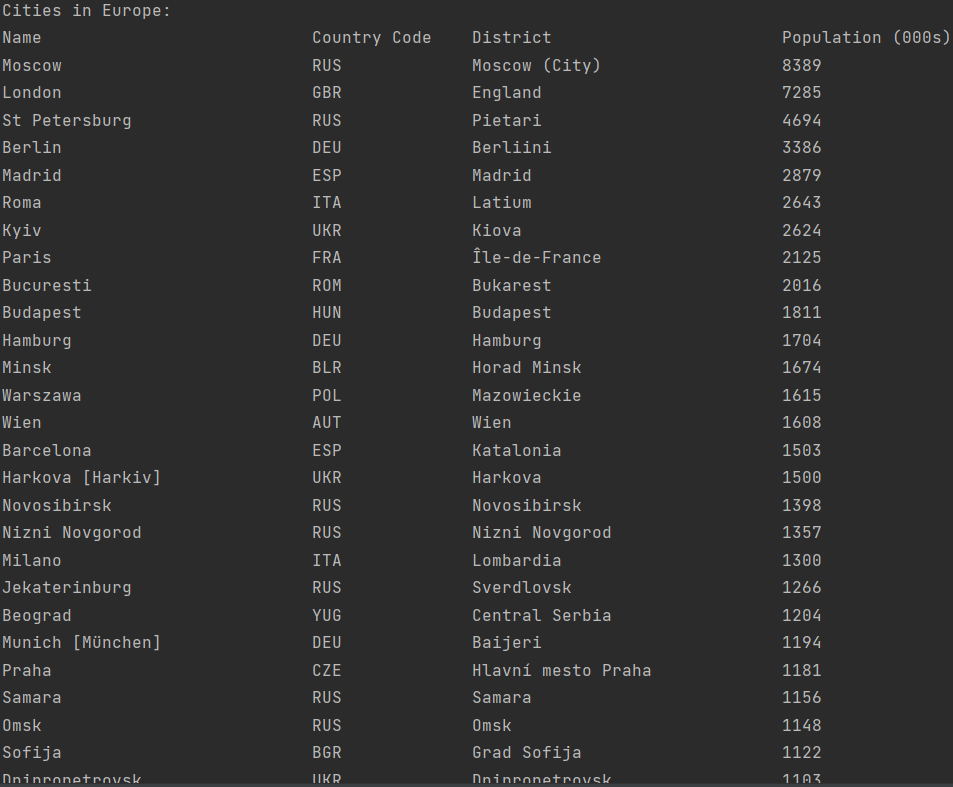 Cities in Europe:
Name Country Code District Population (000s)
Moscow RUS Moscow (City) 8389
London GBR England 7285
St Petersburg RUS Pietari 4694
Berlin DEU Berliini 3386
Madrid ESP Madrid 2879
Roma ITA Latium 2643
Kyiv UKR Kiova 2624
Paris FRA Île-de-France 2125
Bucuresti ROM Bukarest 2016
Budapest HUN Budapest 1811
Hamburg DEU Hamburg 1704
Minsk BLR Horad Minsk 1674
Warszawa POL Mazowieckie 1615
Wien AUT Wien 1608
Barcelona ESP Katalonia 1503
Harkova [Harkiv] UKR Harkova 1500
Novosibirsk RUS Novosibirsk 1398
Nizni Novgorod RUS Nizni Novgorod 1357
Milano ITA Lombardia 1300
Jekaterinburg RUS Sverdlovsk 1266
Beograd YUG Central Serbia 1204
Munich [München] DEU Baijeri 1194
Praha CZE Hlavní mesto Praha 1181
Samara RUS Samara 1156
Omsk RUS Omsk 1148
Sofija BGR Grad Sofija 1122
Dnipropetrovsk UKR Dnipropetrovsk 1103